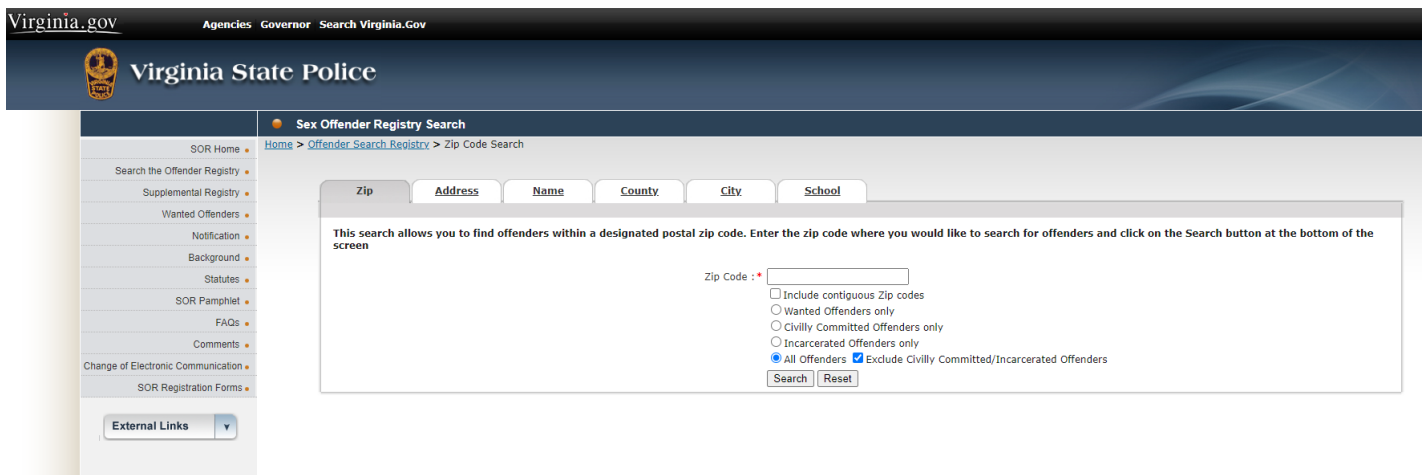 Virginia.gov Agencies Governor Search Virginia.Gov
Virginia State Police
Sex Offender Registry Search
Home > Offender Search Registry > Zip Code Search
SOR Home
Search the Offender Registry
Supplemental Registry
Wanted Offenders
Notification
Background
Statutes
SOR Pamphlet
FAQs
Comments
Change of Electronic Communication
SOR Registration Forms
External Links
Zip Address Name County City School
This search allows you to find offenders within a designated postal zip code. Enter the zip code where you would like to search for offenders and click on the Search button at the bottom of the
screen
Zip Code :*
Include contiguous Zip codes
Wanted Offenders only
Civilly Committed Offenders only
Incarcerated Offenders only
All Offenders Exclude Civilly Committed/Incarcerated Offenders
Search Reset